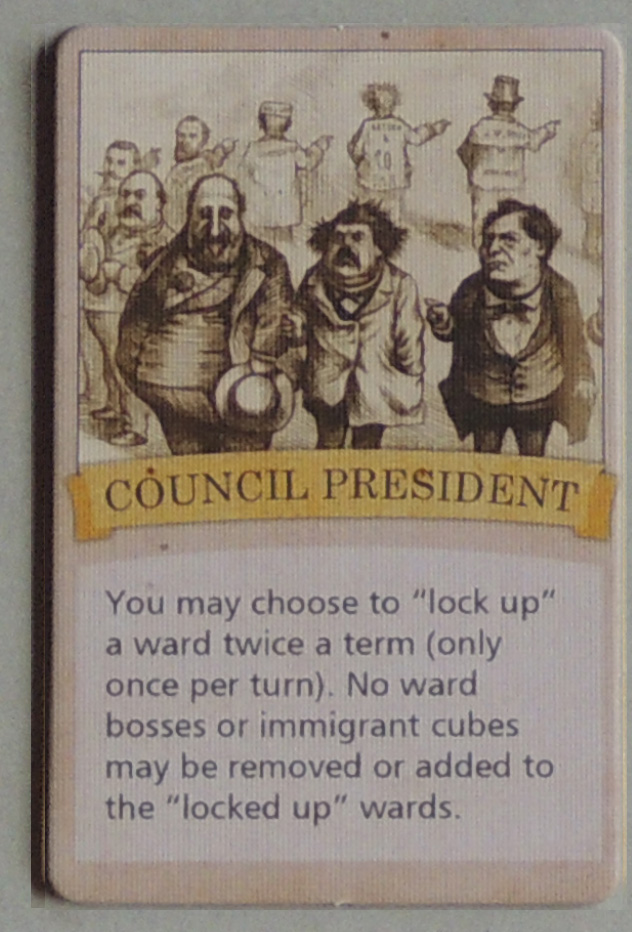 COUNCIL PRESIDENT
You may choose to "lock up"
a ward twice a term (only
once per turn). No ward
bosses or immigrant cubes
may be removed or added to
the "locked up" wards.